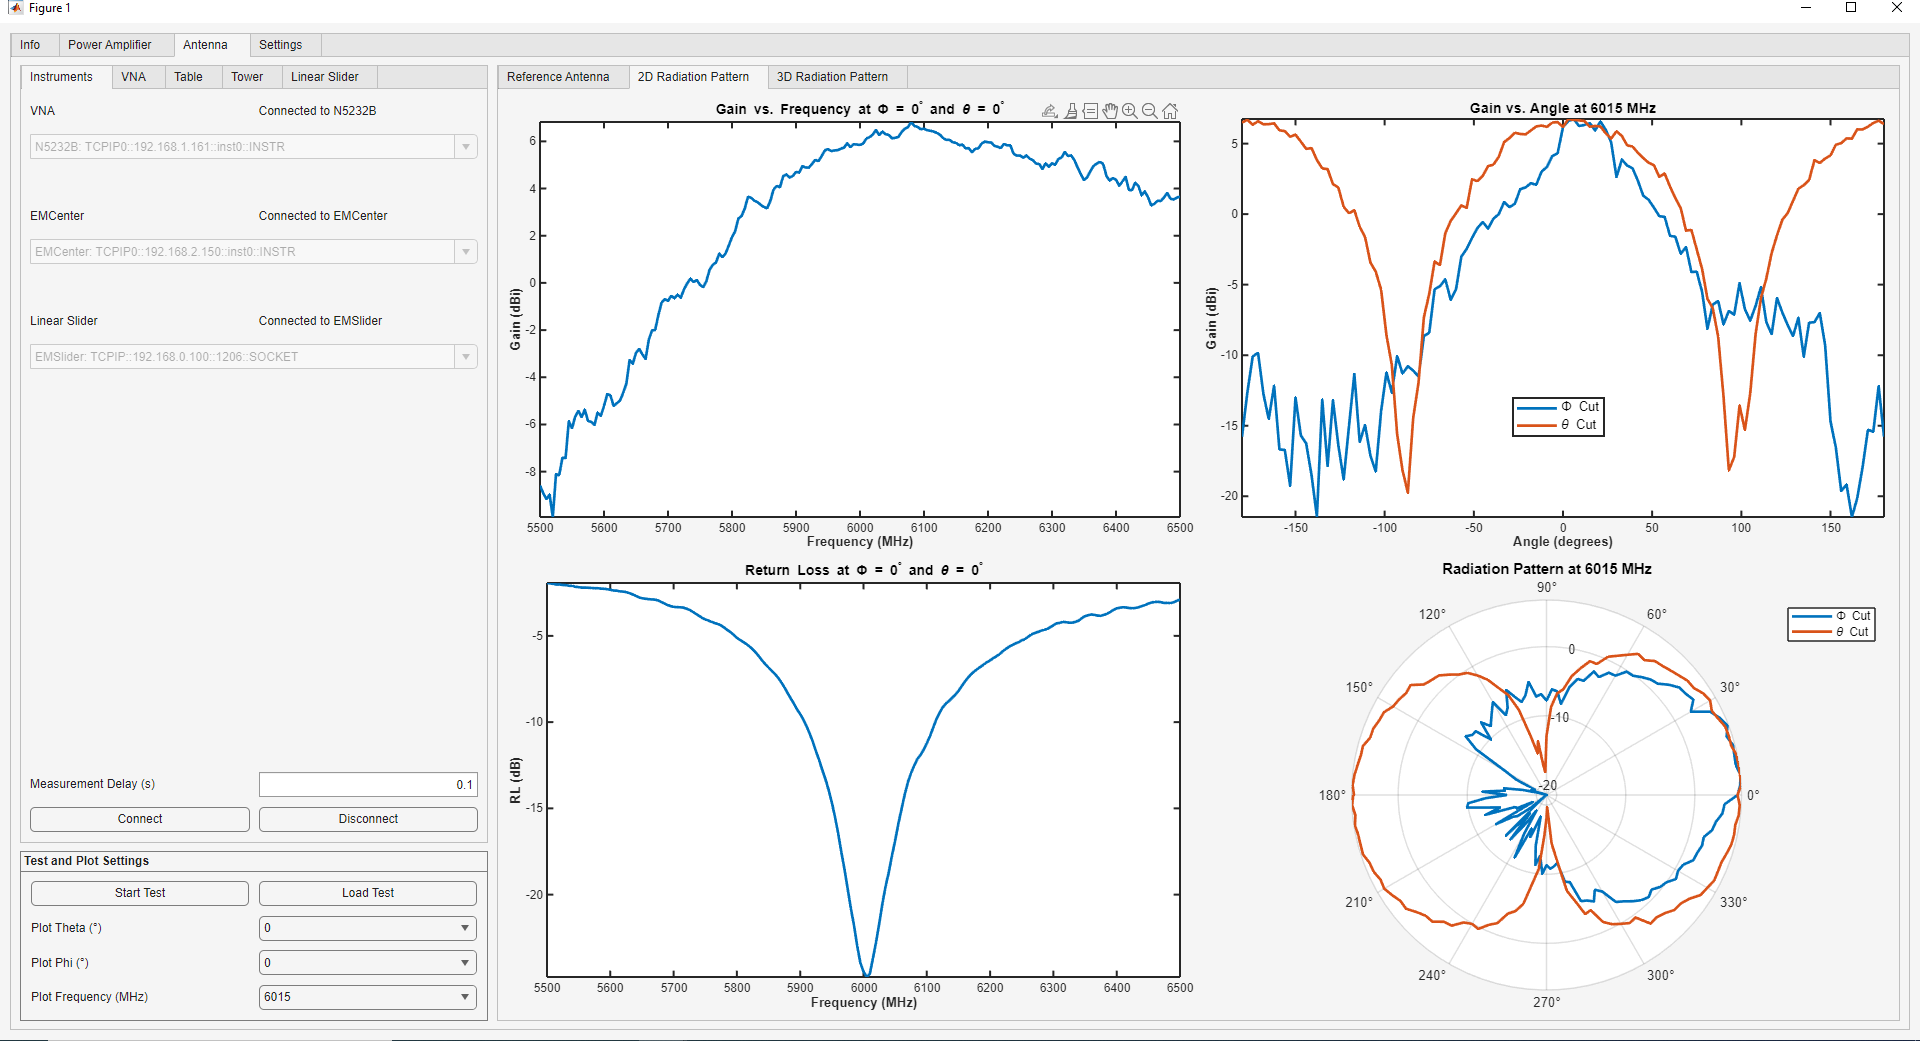 Figure 1
Info Power Amplifier Antenna Settings
Instruments VNA Table Tower Linear Slider
VNA Connected to N5232B
N5232B: TCPIP0::192.168.1.161::inst0::INSTR
EMCenter Connected to EMCenter
EMCenter: TCPIP0::192.168.2.150::inst0::INSTR
Linear Slider Connected to EMSlider
EMSlider: TCPIP::192.168.0.100::1206::SOCKET
Measurement Delay (s) 0.1
Connect Disconnect
Test and Plot Settings
Start Test Load Test
Plot Theta (°) 0
Plot Phi (°) 0
Plot Frequency (MHz) 6015
Reference Antenna 2D Radiation Pattern 3D Radiation Pattern
Gain vs. Frequency at Φ = 0° and θ = 0°
6
4
2
0
-2
-4
-6
-8
Gain (dBi)
5500 5600 5700 5800 5900 6000 6100 6200 6300 6400 6500
Frequency (MHz)
Gain vs. Angle at 6015 MHz
5
0
-5
-10
-15
-20
Gain (dBi)
Φ Cut
θ Cut
-150 -100 -50 0 50 100 150
Angle (degrees)
Return Loss at Φ = 0° and θ = 0°
-5
-10
-15
-20
RL (dB)
5500 5600 5700 5800 5900 6000 6100 6200 6300 6400 6500
Frequency (MHz)
Radiation Pattern at 6015 MHz
90°
120° 60°
150° 30°
180° 0°
210° 330°
240° 300°
270°
0
-10
-20
Φ Cut
θ Cut